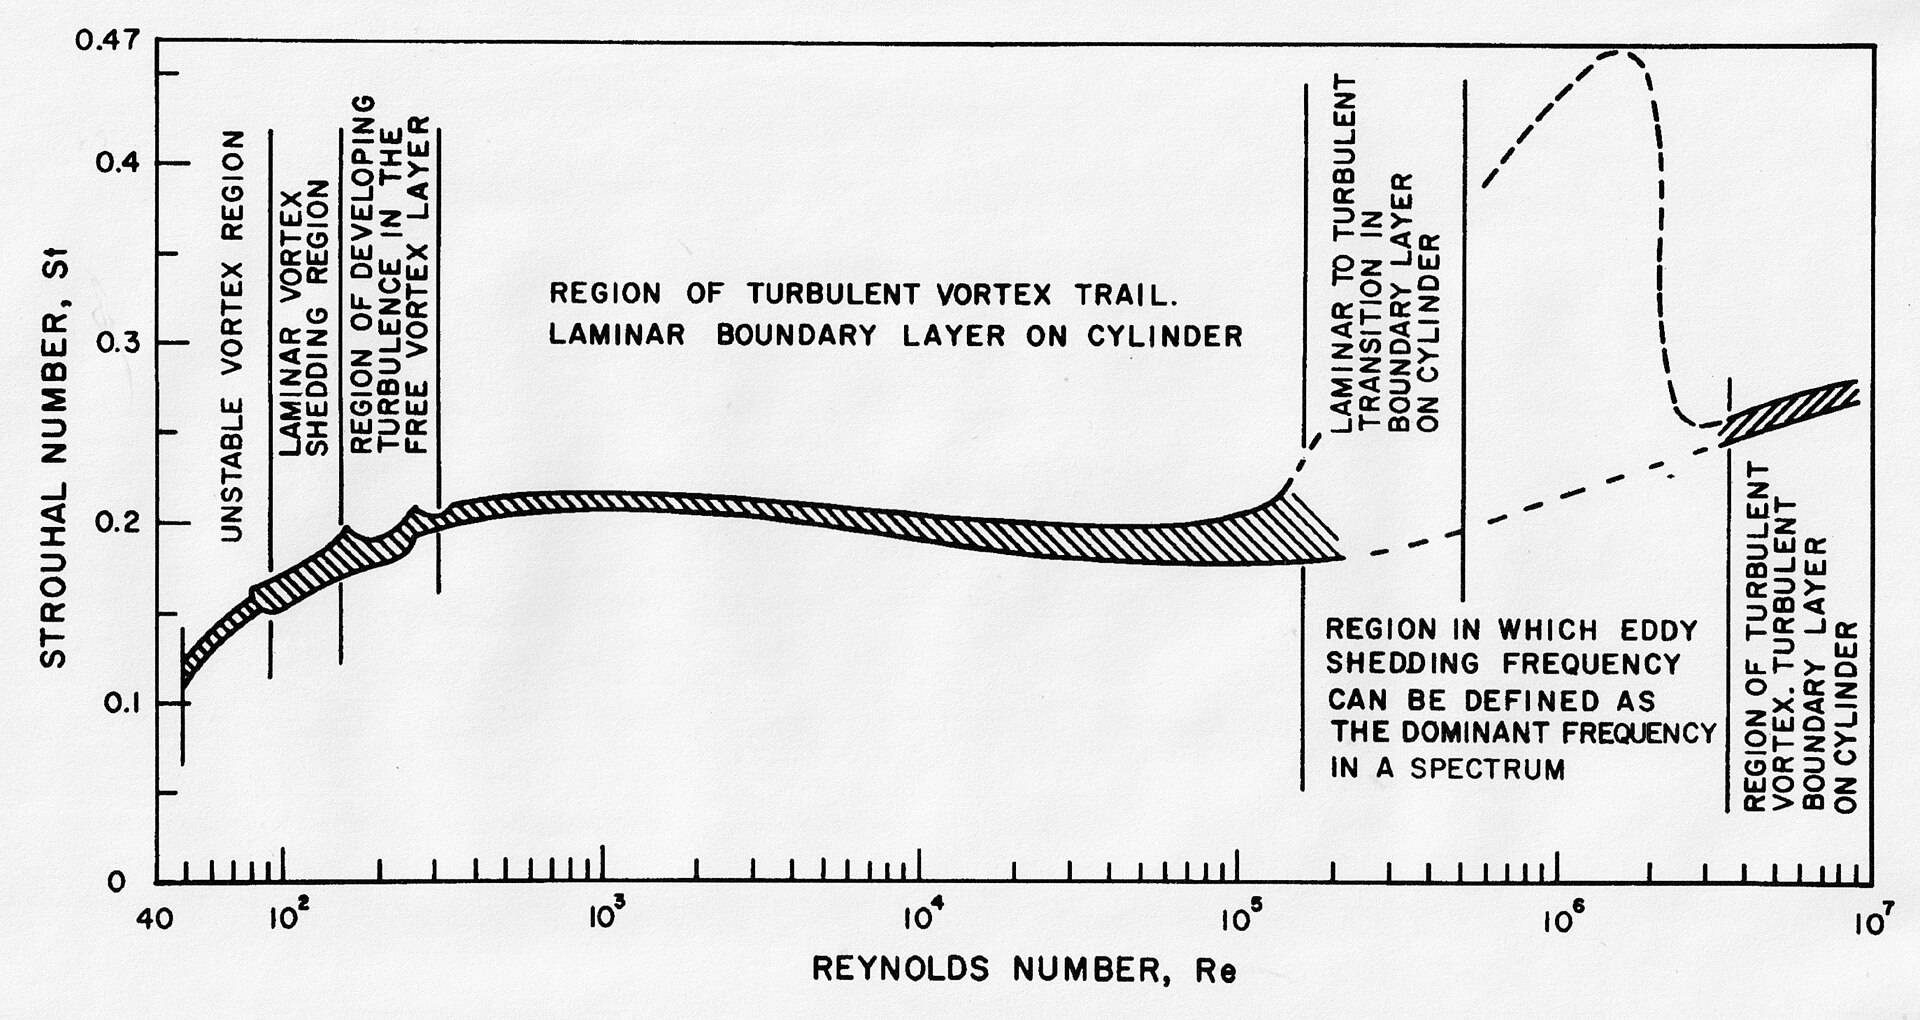 0.47
0.4
0.3
0.2
0.1
0
STROUHAL NUMBER, St
UNSTABLE VORTEX REGION
LAMINAR VORTEX
SHEDDING REGION
REGION OF DEVELOPING
TURBULENCE IN THE
FREE VORTEX LAYER
REGION OF TURBULENT VORTEX TRAIL.
LAMINAR BOUNDARY LAYER ON CYLINDER
LAMINAR TO TURBULENT
TRANSITION IN
BOUNDARY LAYER
ON CYLINDER
REGION IN WHICH EDDY
SHEDDING FREQUENCY
CAN BE DEFINED AS
THE DOMINANT FREQUENCY
IN A SPECTRUM
REGION OF TURBULENT
VORTEX. TURBULENT
BOUNDARY LAYER
ON CYLINDER
40 10² 10³ 10⁴ 10⁵ 10⁶ 10⁷
REYNOLDS NUMBER, Re